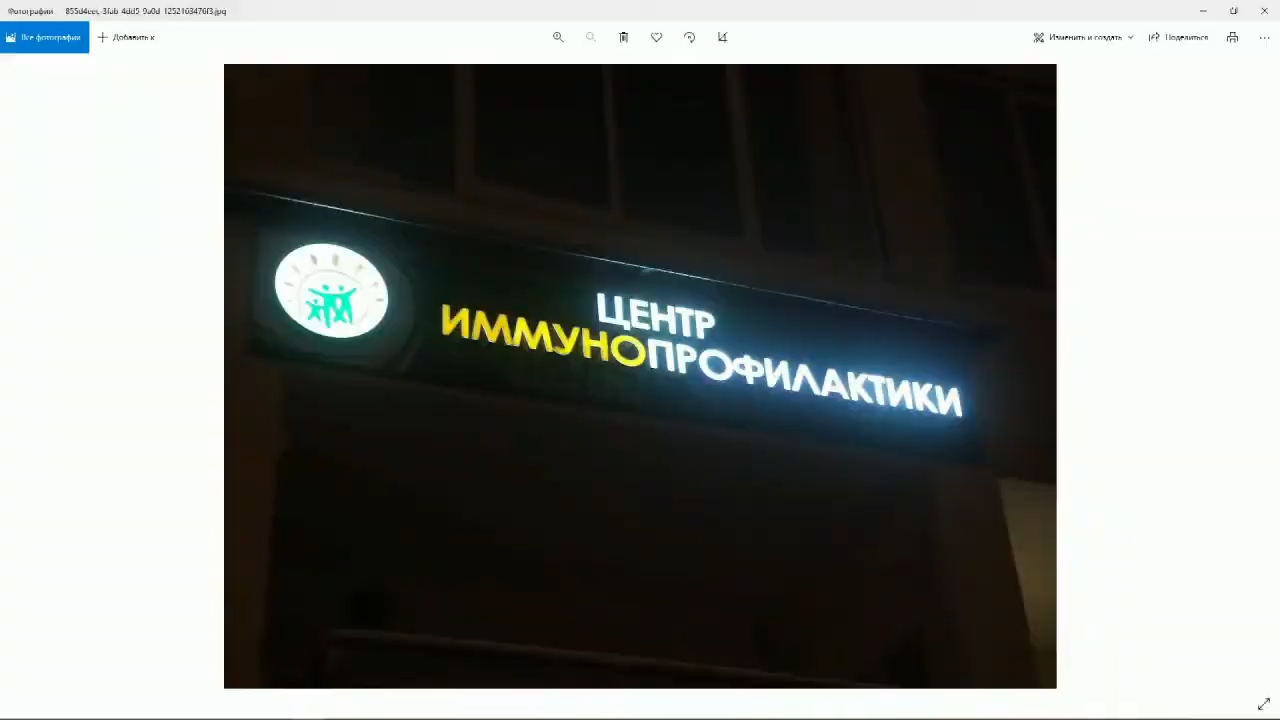 Фотографии
Все фотографии
Добавить к
Изменить и создать
Поделиться
ЦЕНТР
ИММУНОПРОФИЛАКТИКИ